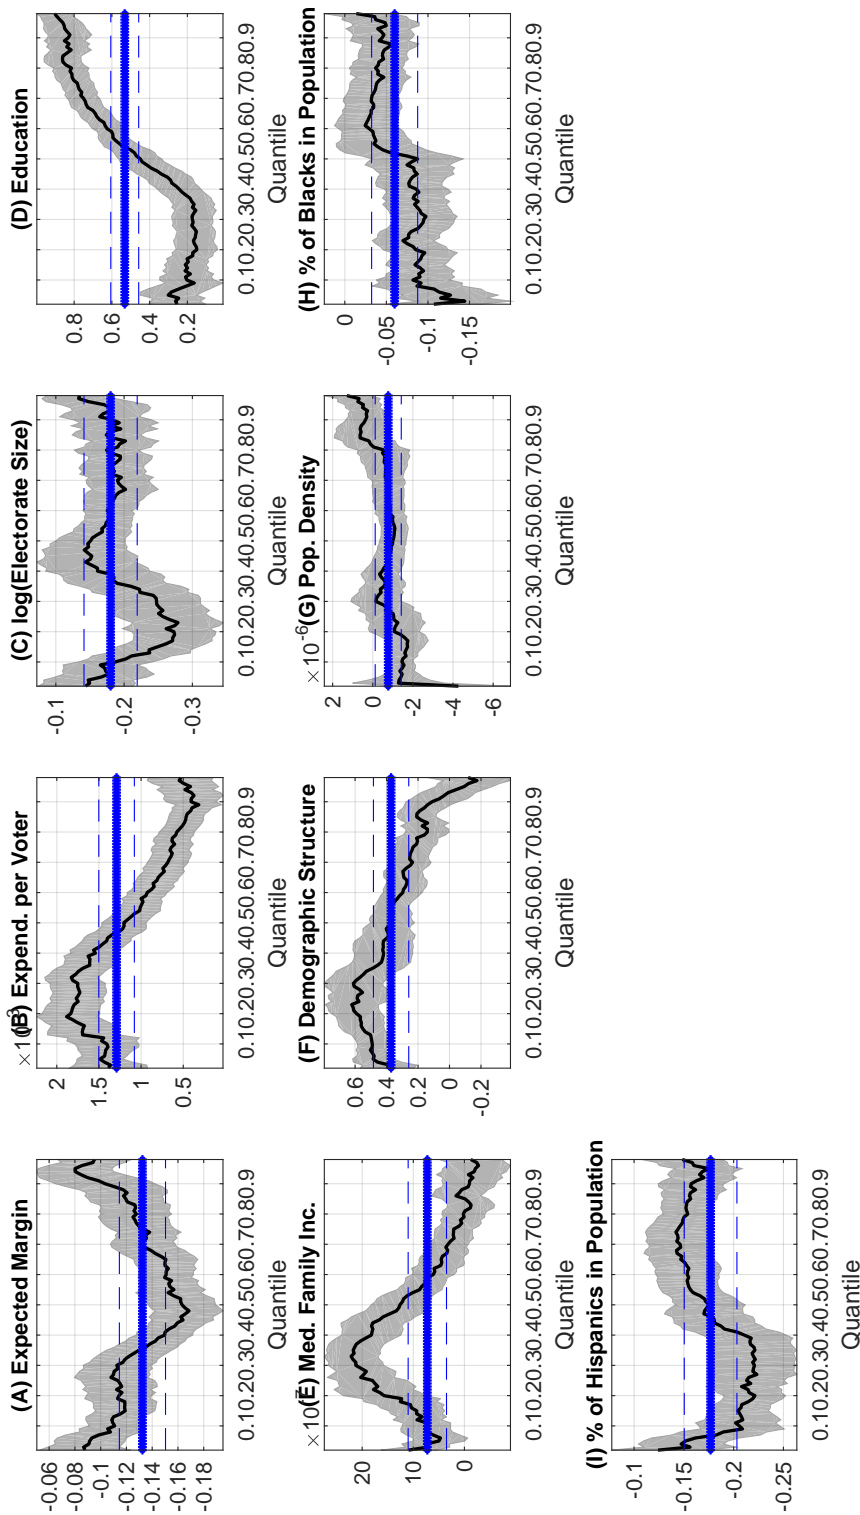 (A) Expected Margin
-0.06
-0.08
-0.1
-0.12
-0.14
-0.16
-0.18
0.10.20.30.40.50.60.70.80.9
Quantile
×10
(B) Expend. per Voter
2
1.5
1
0.5
0.10.20.30.40.50.60.70.80.9
Quantile
(C) log(Electorate Size)
-0.1
-0.2
-0.3
0.10.20.30.40.50.60.70.80.9
Quantile
(D) Education
0.8
0.6
0.4
0.2
0.10.20.30.40.50.60.70.80.9
Quantile
×10
(E) Med. Family Inc.
20
10
0
0.10.20.30.40.50.60.70.80.9
Quantile
(F) Demographic Structure
0.6
0.4
0.2
0
-0.2
0.10.20.30.40.50.60.70.80.9
Quantile
×10-6
(G) Pop. Density
2
0
-2
-4
-6
0.10.20.30.40.50.60.70.80.9
Quantile
(H) % of Blacks in Population
0
-0.05
-0.1
-0.15
0.10.20.30.40.50.60.70.80.9
Quantile
(I) % of Hispanics in Population
-0.1
-0.15
-0.2
-0.25
0.10.20.30.40.50.60.70.80.9
Quantile